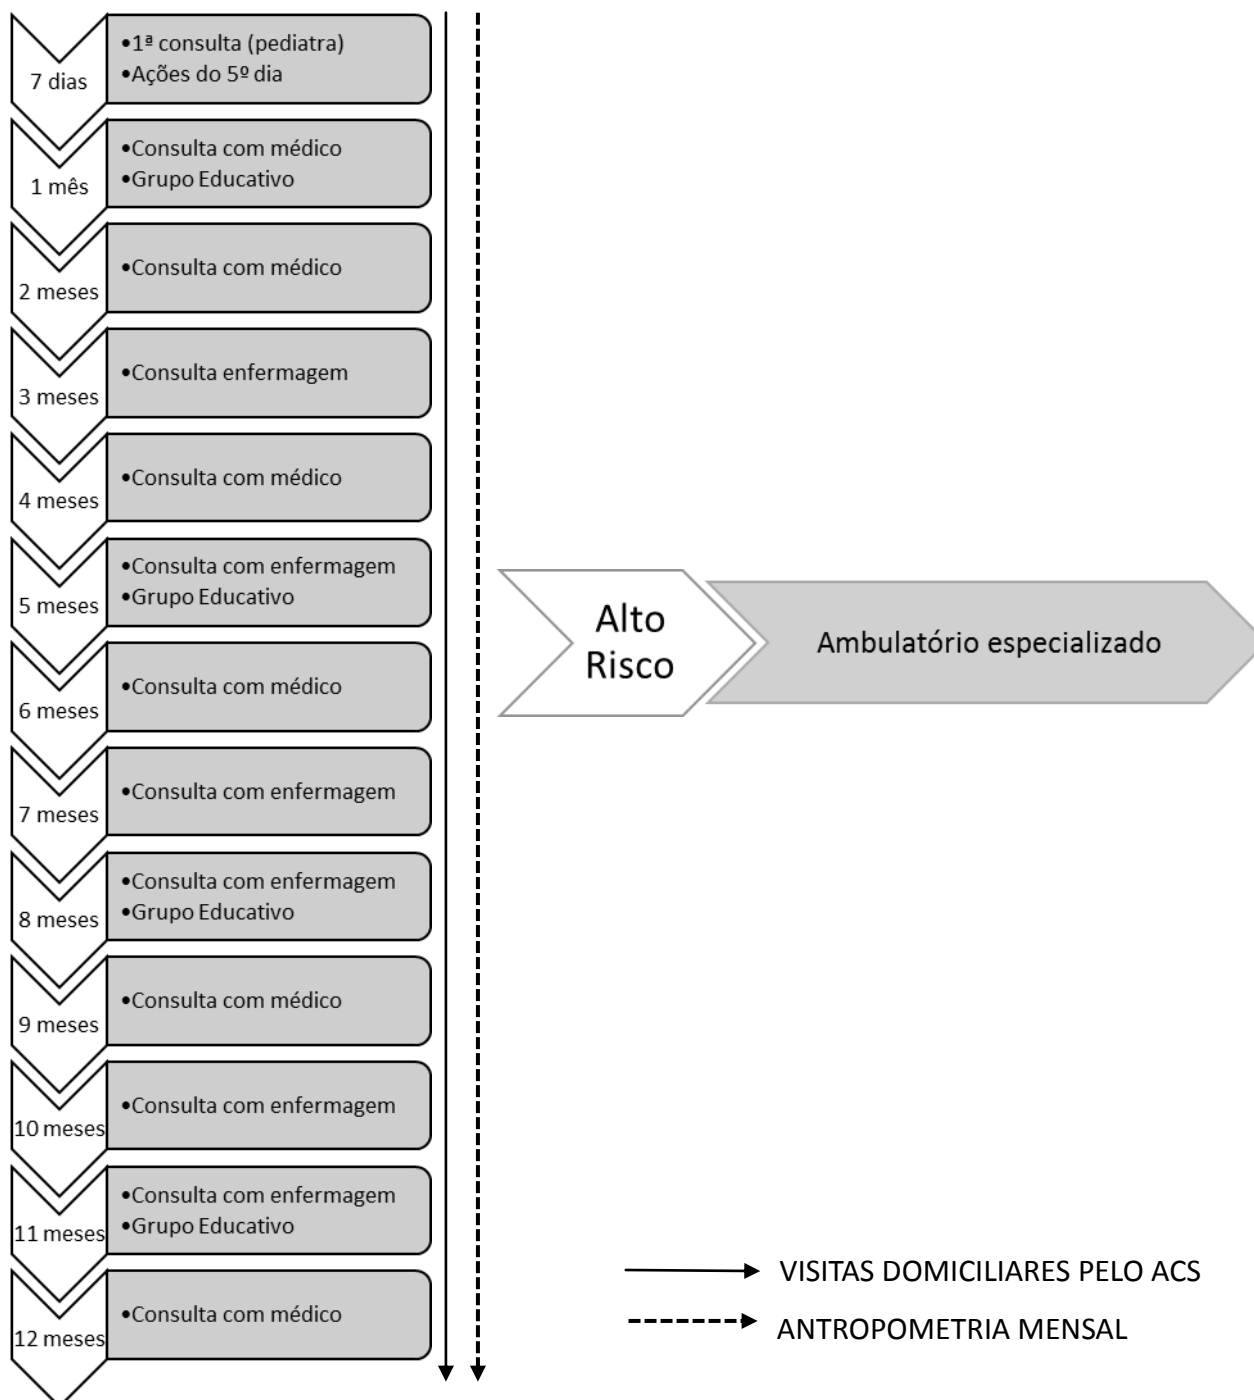 7 dias
•1ª consulta (pediatra)
•Ações do 5º dia
1 mês
•Consulta com médico
•Grupo Educativo
2 meses
•Consulta com médico
3 meses
•Consulta enfermagem
4 meses
•Consulta com médico
5 meses
•Consulta com enfermagem
•Grupo Educativo
6 meses
•Consulta com médico
7 meses
•Consulta com enfermagem
8 meses
•Consulta com enfermagem
•Grupo Educativo
9 meses
•Consulta com médico
10 meses
•Consulta com enfermagem
11 meses
•Consulta com enfermagem
•Grupo Educativo
12 meses
•Consulta com médico
Alto
Risco
Ambulatório especializado
VISITAS DOMICILIARES PELO ACS
ANTROPOMETRIA MENSAL